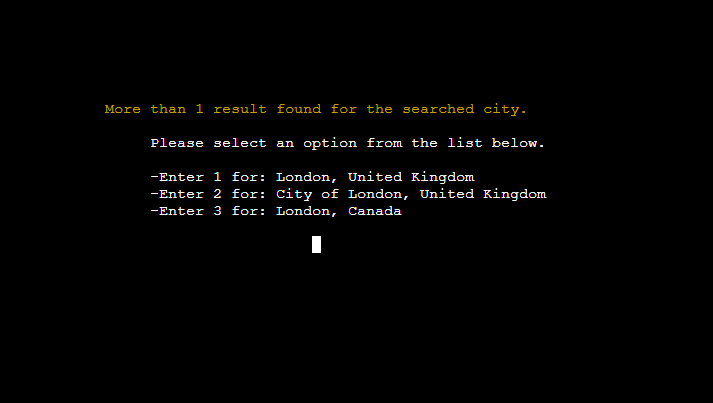 More than 1 result found for the searched city.
Please select an option from the list below.
-Enter 1 for: London, United Kingdom
-Enter 2 for: City of London, United Kingdom
-Enter 3 for: London, Canada